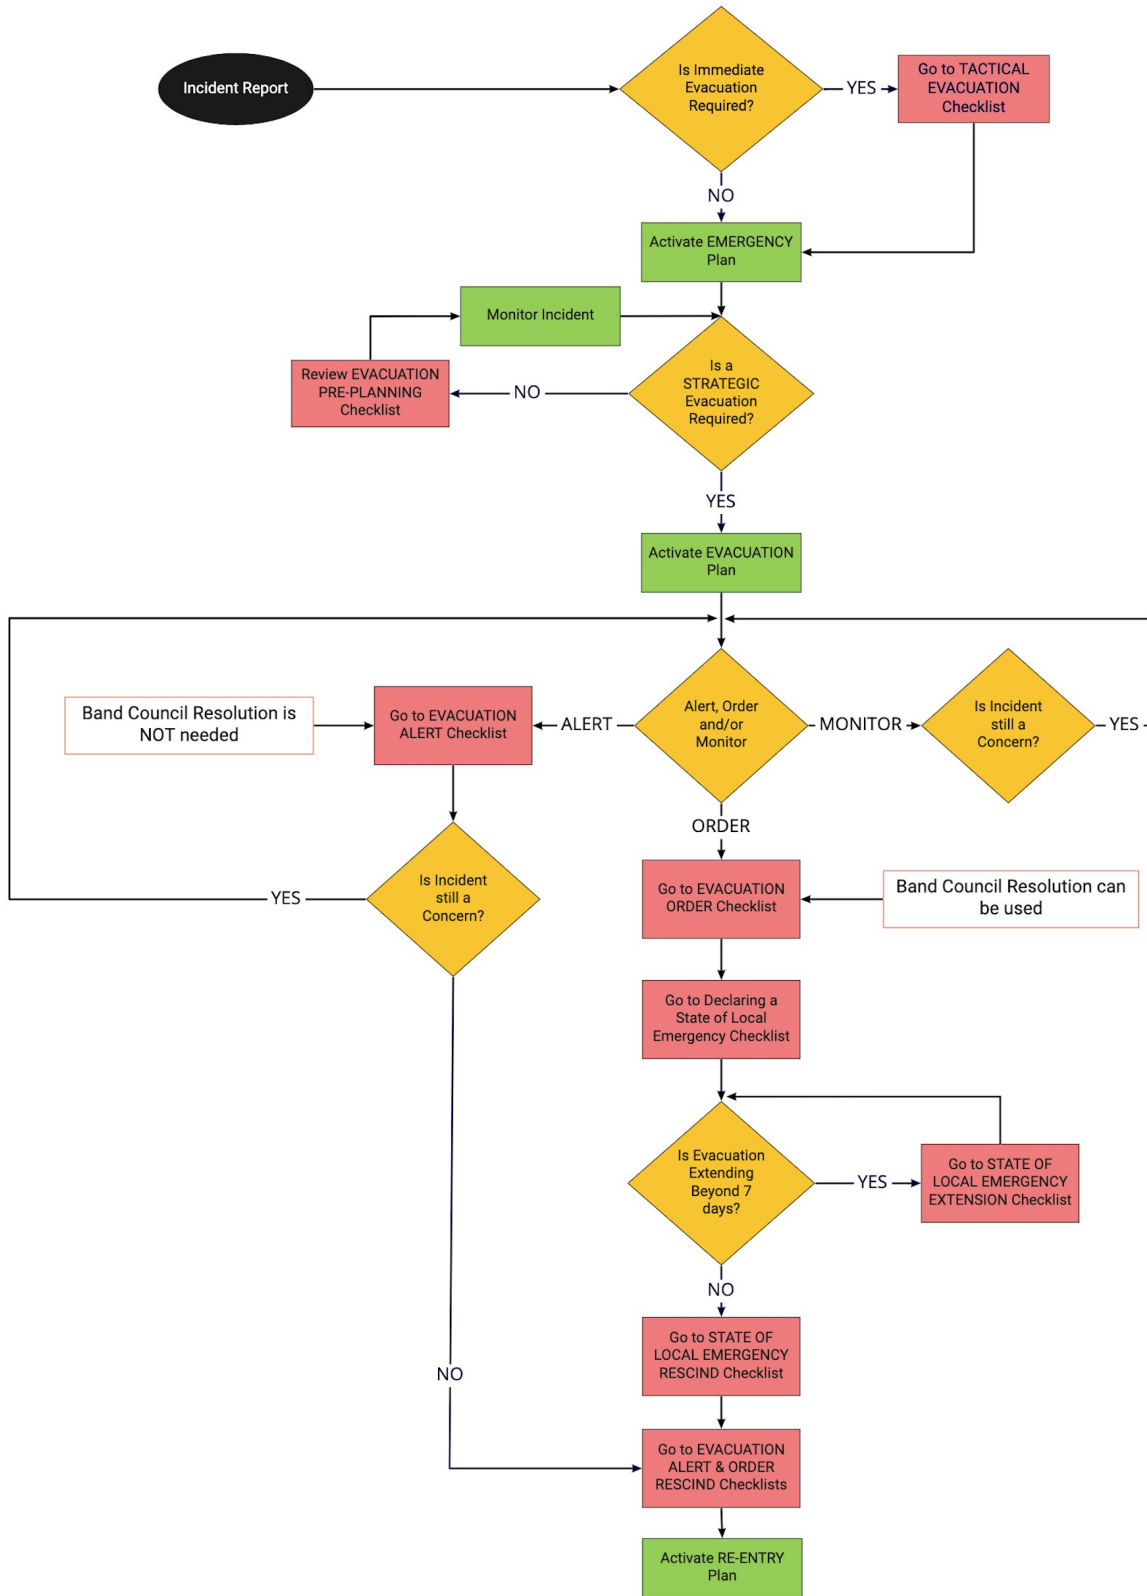 Incident Report
Is Immediate
Evacuation
Required?
YES
Go to TACTICAL
EVACUATION
Checklist
NO
Activate EMERGENCY
Plan
Monitor Incident
Review EVACUATION
PRE-PLANNING
Checklist
NO
Is a
STRATEGIC
Evacuation
Required?
YES
Activate EVACUATION
Plan
Band Council Resolution is
NOT needed
Go to EVACUATION
ALERT Checklist
ALERT
Alert, Order
and/or
Monitor
MONITOR
Is Incident
still a
Concern?
YES
ORDER
YES
Is Incident
still a
Concern?
Go to EVACUATION
ORDER Checklist
Band Council Resolution can
be used
Go to Declaring a
State of Local
Emergency Checklist
Is Evacuation
Extending
Beyond 7
days?
YES
Go to STATE OF
LOCAL EMERGENCY
EXTENSION Checklist
NO
Go to STATE OF
LOCAL EMERGENCY
RESCIND Checklist
NO
Go to EVACUATION
ALERT & ORDER
RESCIND Checklists
Activate RE-ENTRY
Plan